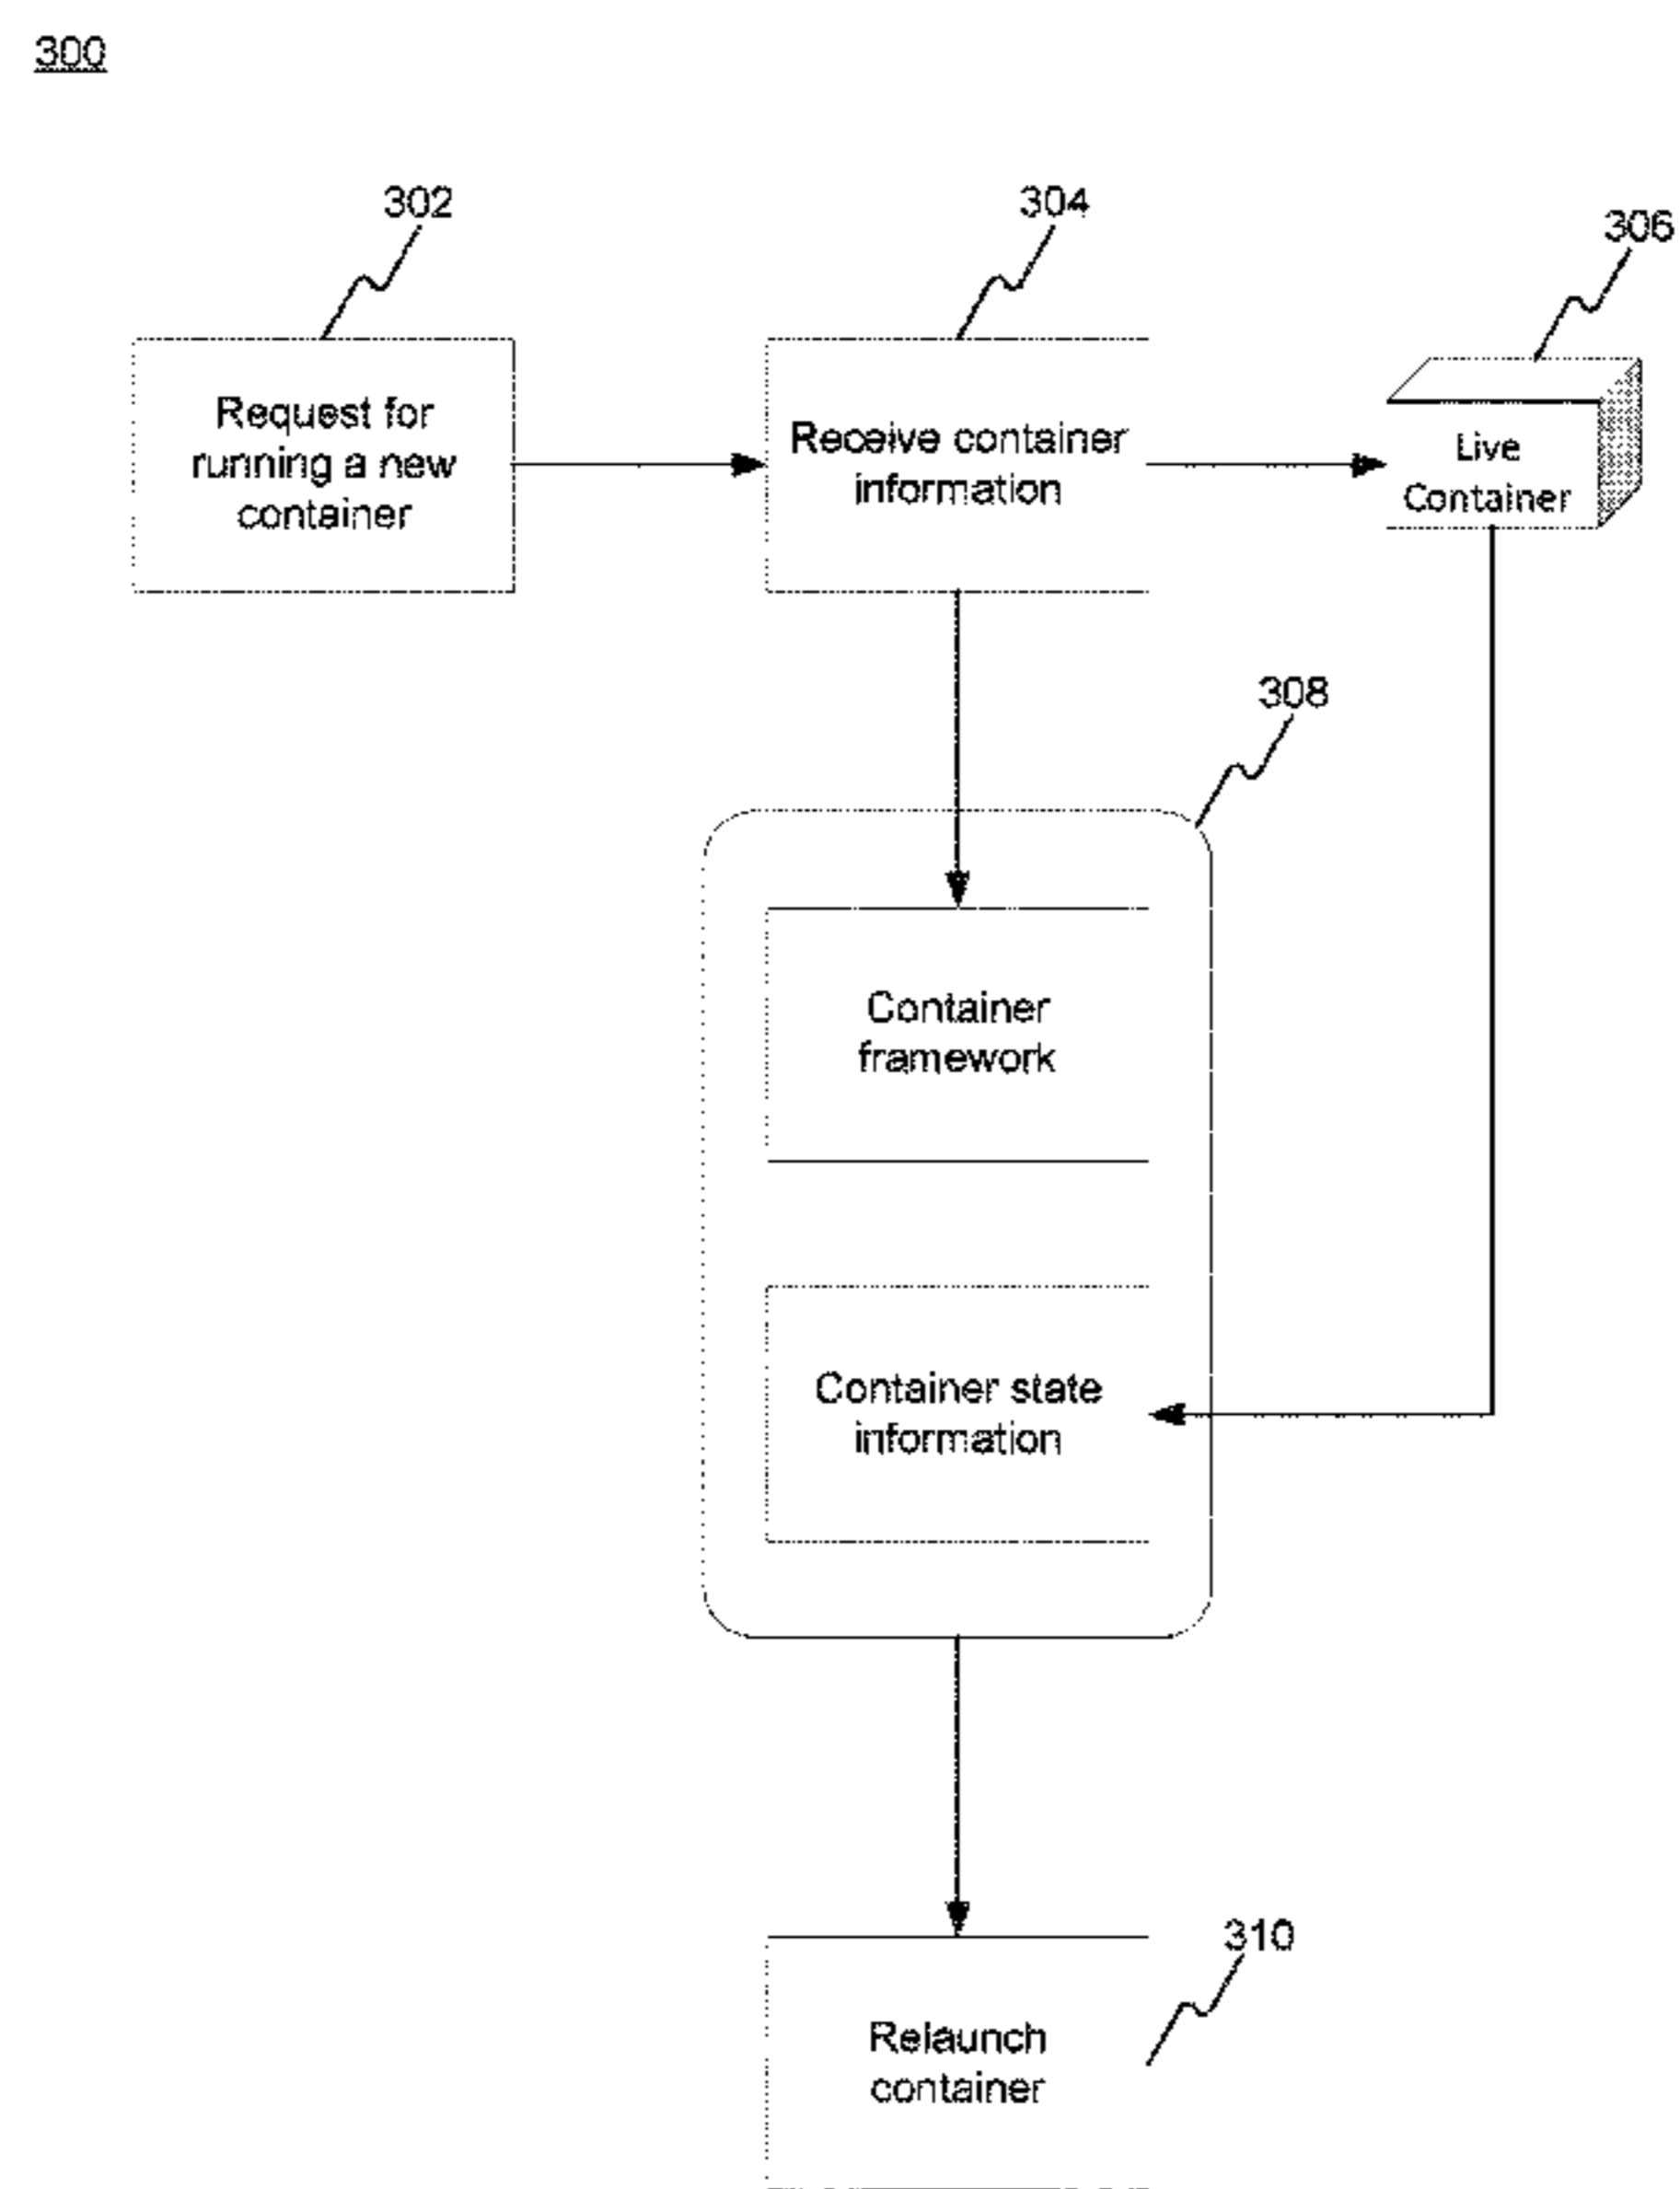 300
302
304
306
Request for
running a new
container
Receive container
information
Live
Container
308
Container
framework
Container state
information
310
Relaunch
container